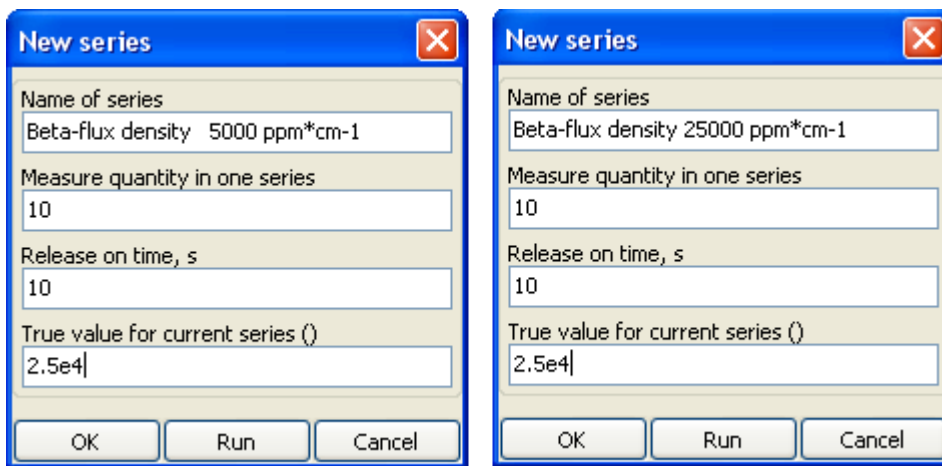 New series
Name of series
Beta-flux density   5000 ppm*cm-1
Measure quantity in one series
10
Release on time, s
10
True value for current series ()
2.5e4
OK
Run
Cancel
New series
Name of series
Beta-flux density 25000 ppm*cm-1
Measure quantity in one series
10
Release on time, s
10
True value for current series ()
2.5e4
OK
Run
Cancel